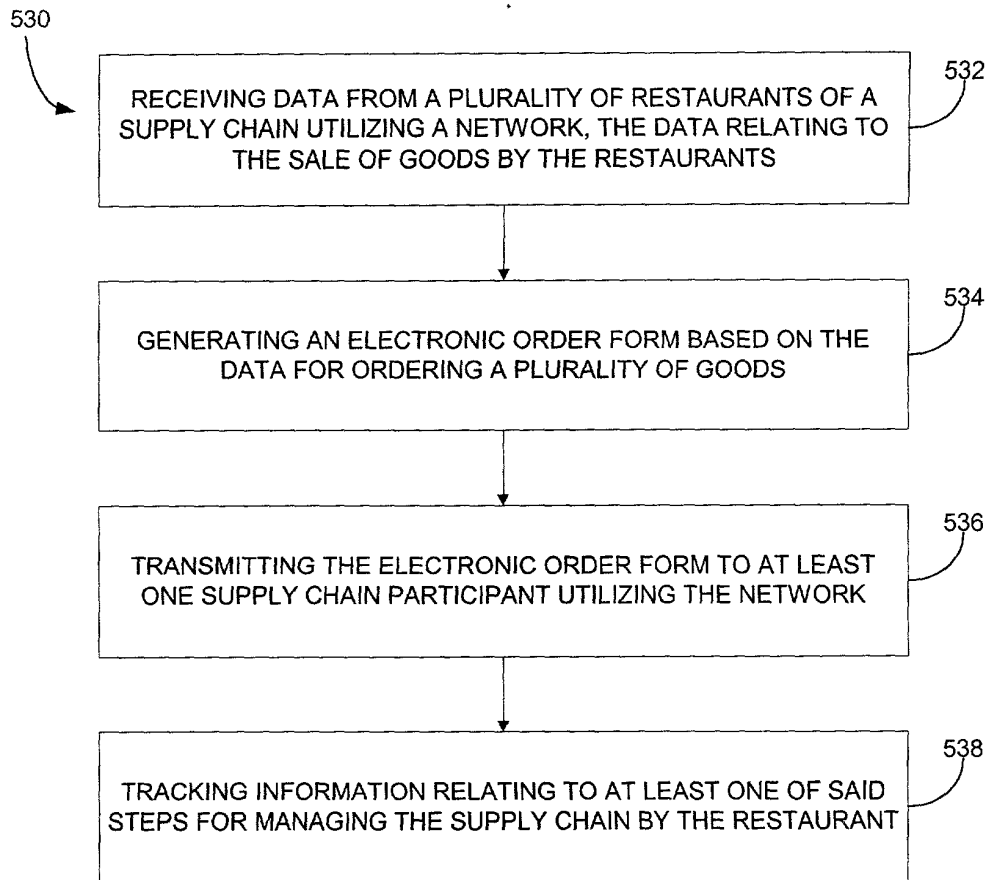 530
532
RECEIVING DATA FROM A PLURALITY OF RESTAURANTS OF A
SUPPLY CHAIN UTILIZING A NETWORK, THE DATA RELATING TO
THE SALE OF GOODS BY THE RESTAURANTS
534
GENERATING AN ELECTRONIC ORDER FORM BASED ON THE
DATA FOR ORDERING A PLURALITY OF GOODS
536
TRANSMITTING THE ELECTRONIC ORDER FORM TO AT LEAST
ONE SUPPLY CHAIN PARTICIPANT UTILIZING THE NETWORK
538
TRACKING INFORMATION RELATING TO AT LEAST ONE OF SAID
STEPS FOR MANAGING THE SUPPLY CHAIN BY THE RESTAURANT